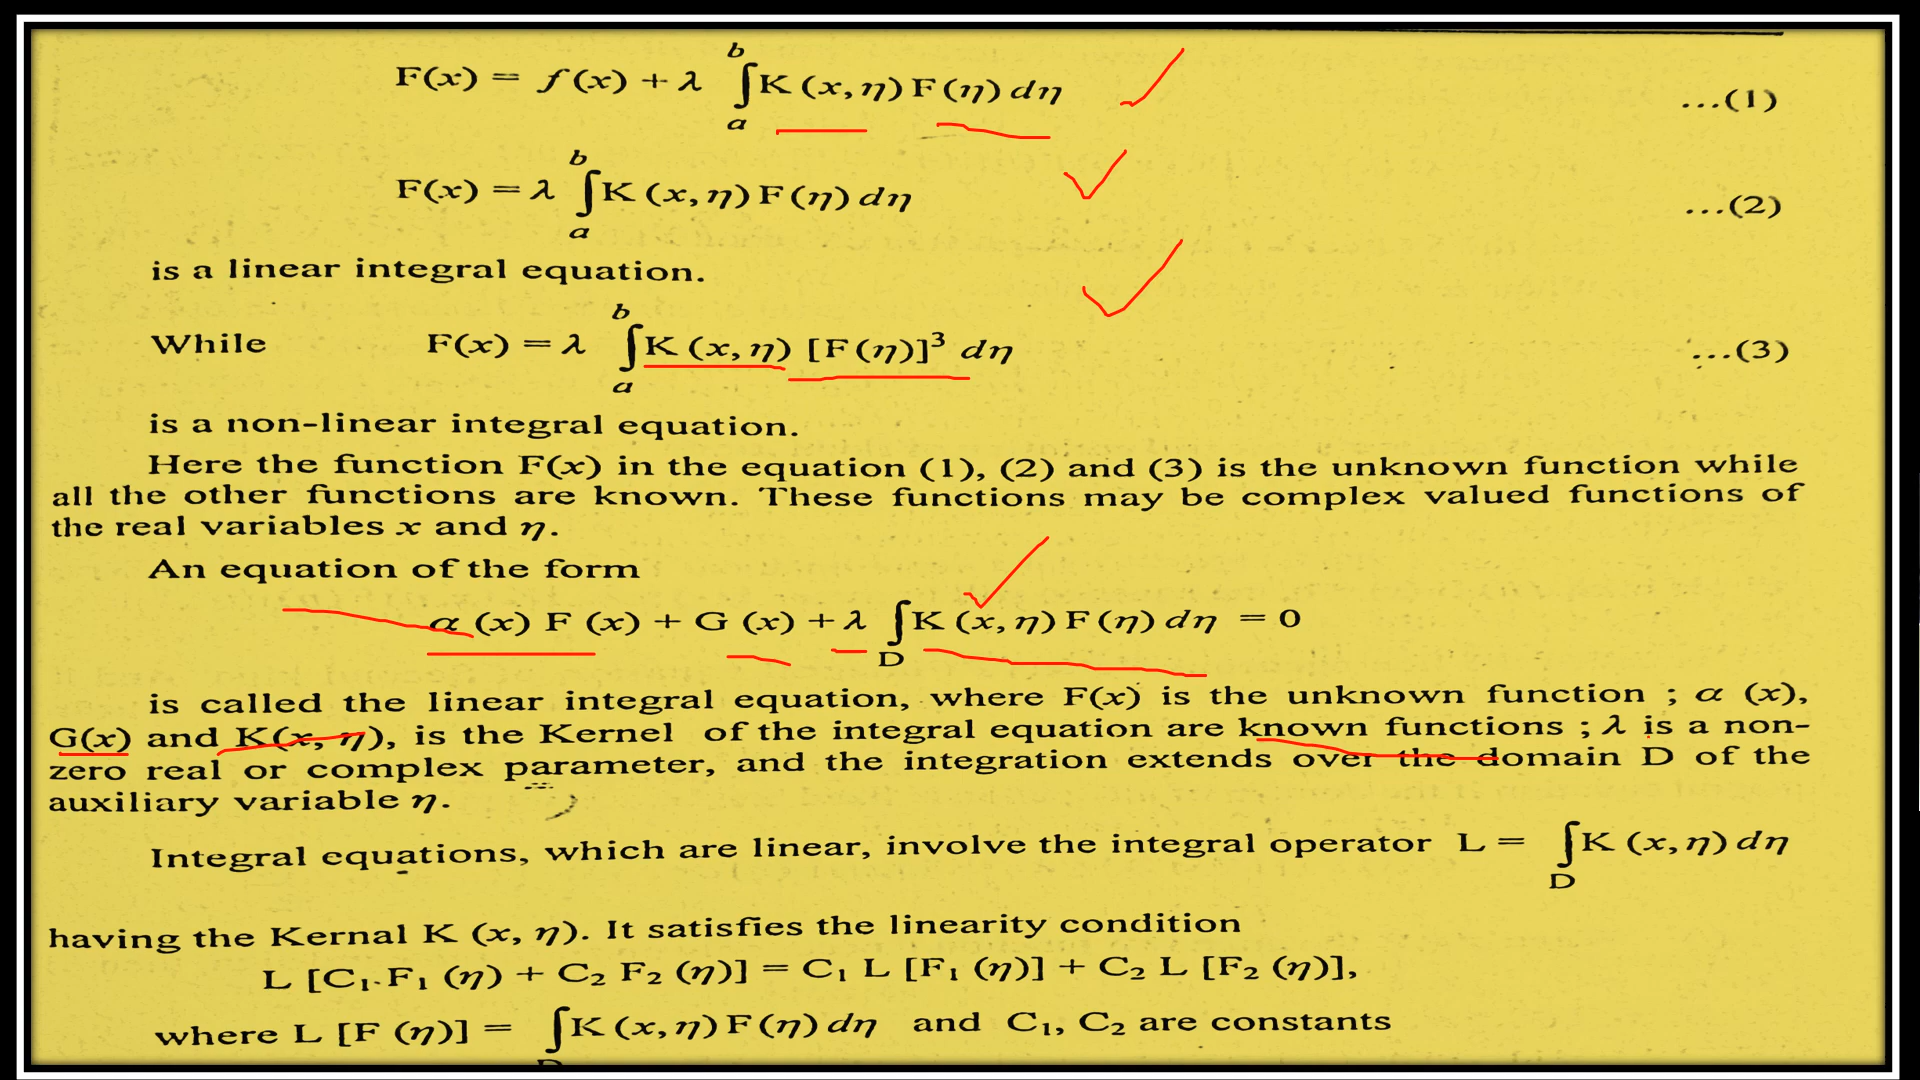 F(x) = f(x) + λ ∫_a^b K (x, η) F (η) dη ...(1)
F(x) = λ ∫_a^b K (x, η) F (η) dη ...(2)
is a linear integral equation.
While F(x) = λ ∫_a^b K (x, η) [F (η)]³ dη ...(3)
is a non-linear integral equation.
Here the function F(x) in the equation (1), (2) and (3) is the unknown function while
all the other functions are known. These functions may be complex valued functions of
the real variables x and η.
An equation of the form
α (x) F (x) + G (x) + λ ∫_D K (x, η) F (η) dη = 0
is called the linear integral equation, where F(x) is the unknown function ; α (x),
G(x) and K(x, η), is the Kernel of the integral equation are known functions ; λ is a non-
zero real or complex parameter, and the integration extends over the domain D of the
auxiliary variable η.
Integral equations, which are linear, involve the integral operator L = ∫_D K (x, η) dη
having the Kernal K (x, η). It satisfies the linearity condition
L [C₁ F₁ (η) + C₂ F₂ (η)] = C₁ L [F₁ (η)] + C₂ L [F₂ (η)],
where L [F (η)] = ∫_D K (x, η) F (η) dη and C₁, C₂ are constants